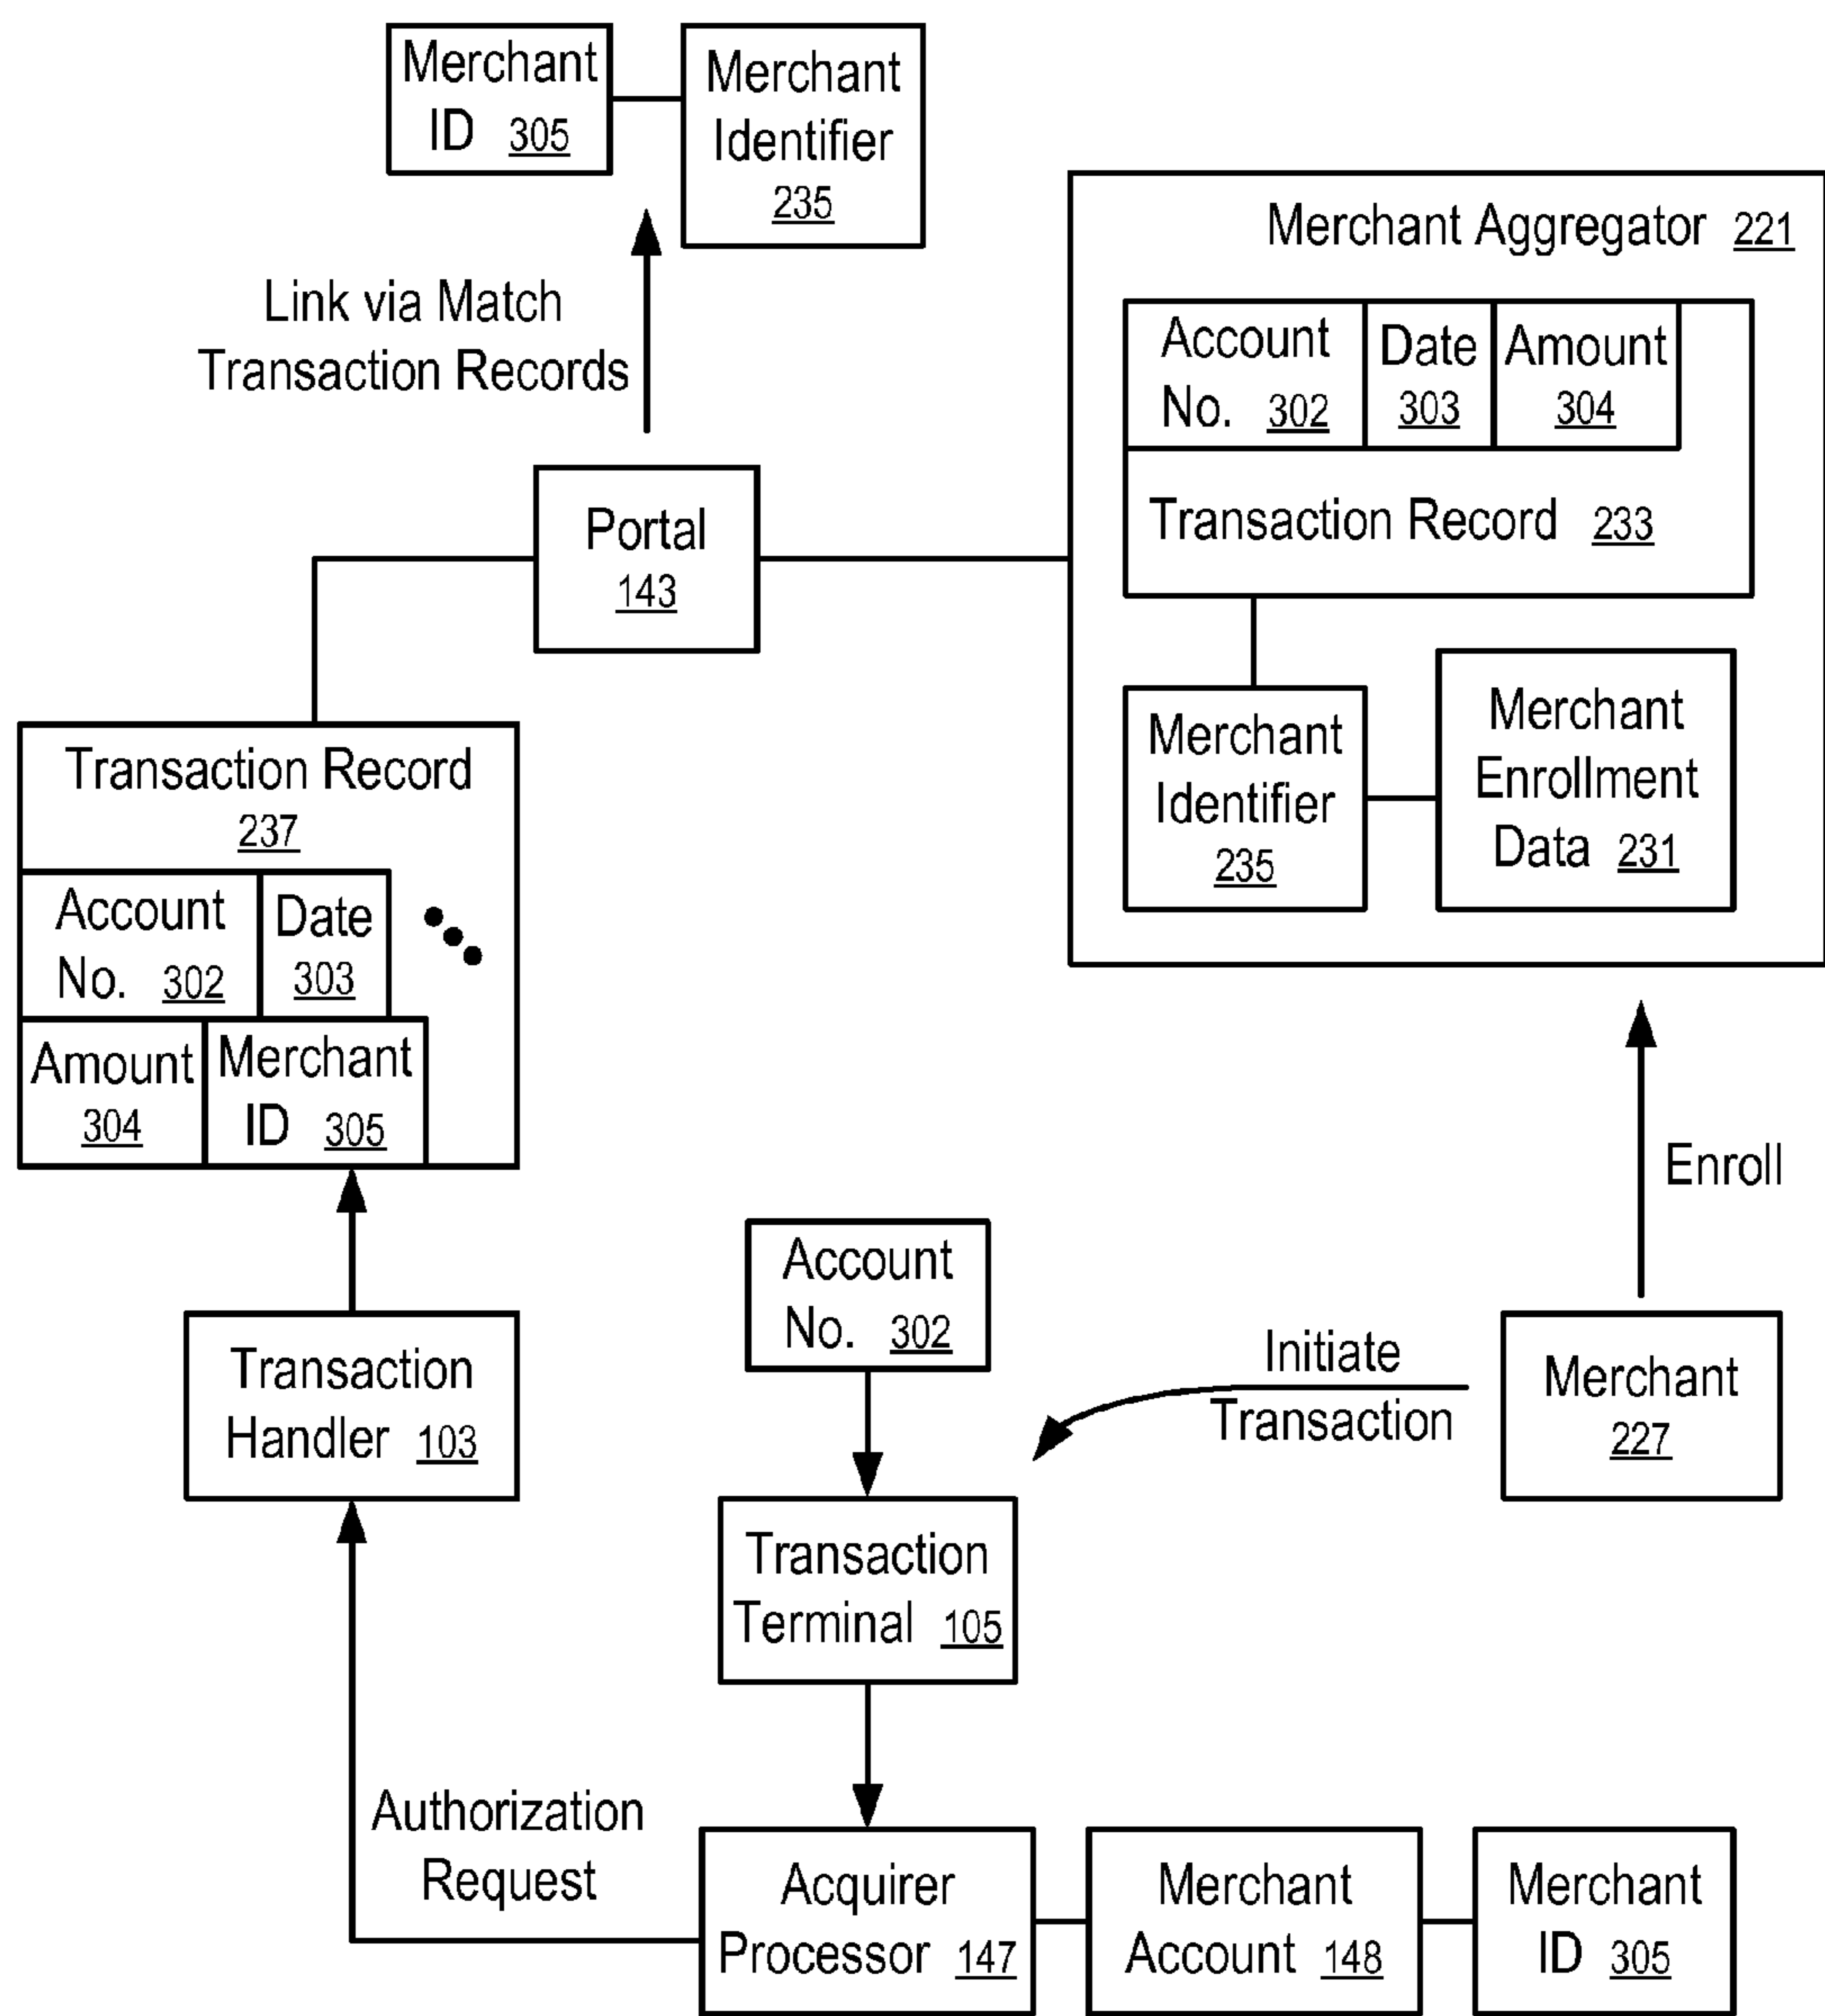 Merchant
ID 305
Merchant
Identifier
235
Link via Match
Transaction Records
Portal
143
Merchant Aggregator 221
Account
No. 302
Date
303
Amount
304
Transaction Record 233
Merchant
Identifier
235
Merchant
Enrollment
Data 231
Transaction Record
237
Account
No. 302
Date
303
Amount
304
Merchant
ID 305
Enroll
Account
No. 302
Transaction
Handler 103
Initiate
Transaction
Merchant
227
Transaction
Terminal 105
Authorization
Request
Acquirer
Processor 147
Merchant
Account 148
Merchant
ID 305